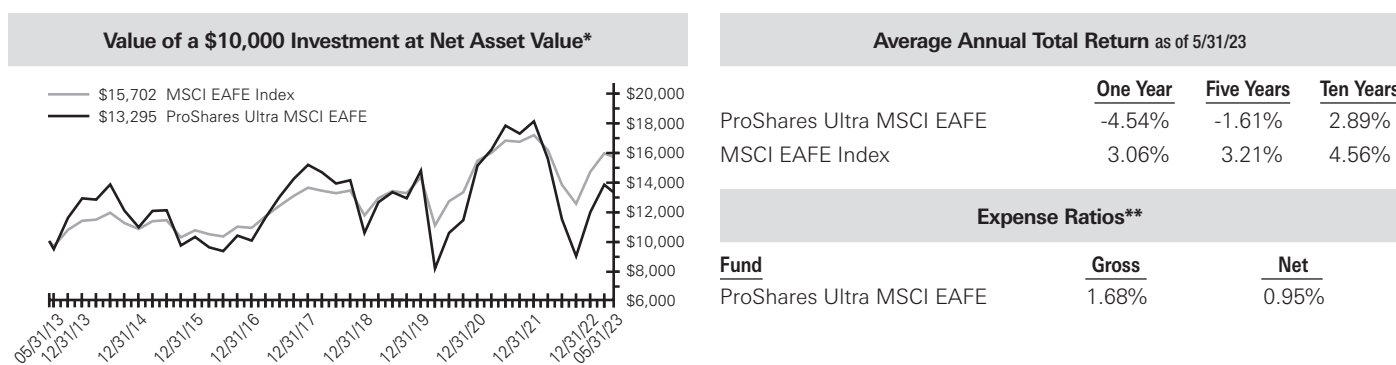 Value of a $10,000 Investment at Net Asset Value*
$15,702 MSCI EAFE Index
$13,295 ProShares Ultra MSCI EAFE
$20,000
$18,000
$16,000
$14,000
$12,000
$10,000
$8,000
$6,000
05/31/13
12/31/13
12/31/14
12/31/15
12/31/16
12/31/17
12/31/18
12/31/19
12/31/20
12/31/21
12/31/22
05/31/23
Average Annual Total Return as of 5/31/23
One Year Five Years Ten Years
ProShares Ultra MSCI EAFE -4.54% -1.61% 2.89%
MSCI EAFE Index 3.06% 3.21% 4.56%
Expense Ratios**
Fund Gross Net
ProShares Ultra MSCI EAFE 1.68% 0.95%